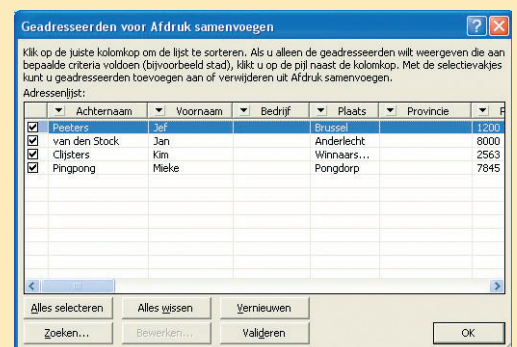 Geadresseerden voor Afdruk samenvoegen
Klik op de juiste kolomkop om de lijst te sorteren. Als u alleen de geadresseerden wilt weergeven die aan
bepaalde criteria voldoen (bijvoorbeeld stad), klikt u op de pijl naast de kolomkop. Met de selectievakjes
kunt u geadresseerden toevoegen aan of verwijderen uit Afdruk samenvoegen.
Adressenlijst:
Achternaam Voornaam Bedrijf Plaats Provincie P
Peeters Jef Brussel 1200
van den Stock Jan Anderlecht 8000
Clijsters Kim Winnaars... 2563
Pingpong Mieke Pongdorp 7845
Alles selecteren Alles wissen Vernieuwen
Zoeken... Bewerken... Valideren OK